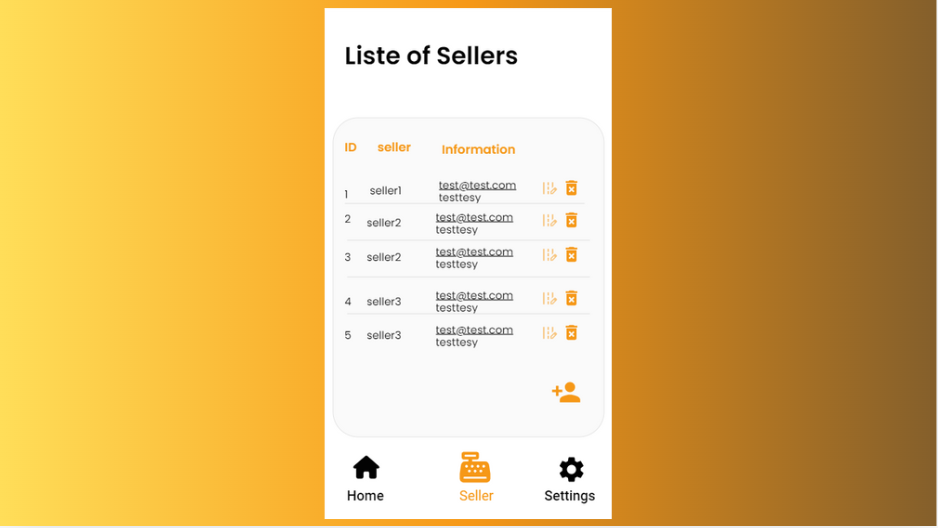 Liste of Sellers
ID seller Information
1 seller1 test@test.com
testtesy
2 seller2 test@test.com
testtesy
3 seller2 test@test.com
testtesy
4 seller3 test@test.com
testtesy
5 seller3 test@test.com
testtesy
Home Seller Settings